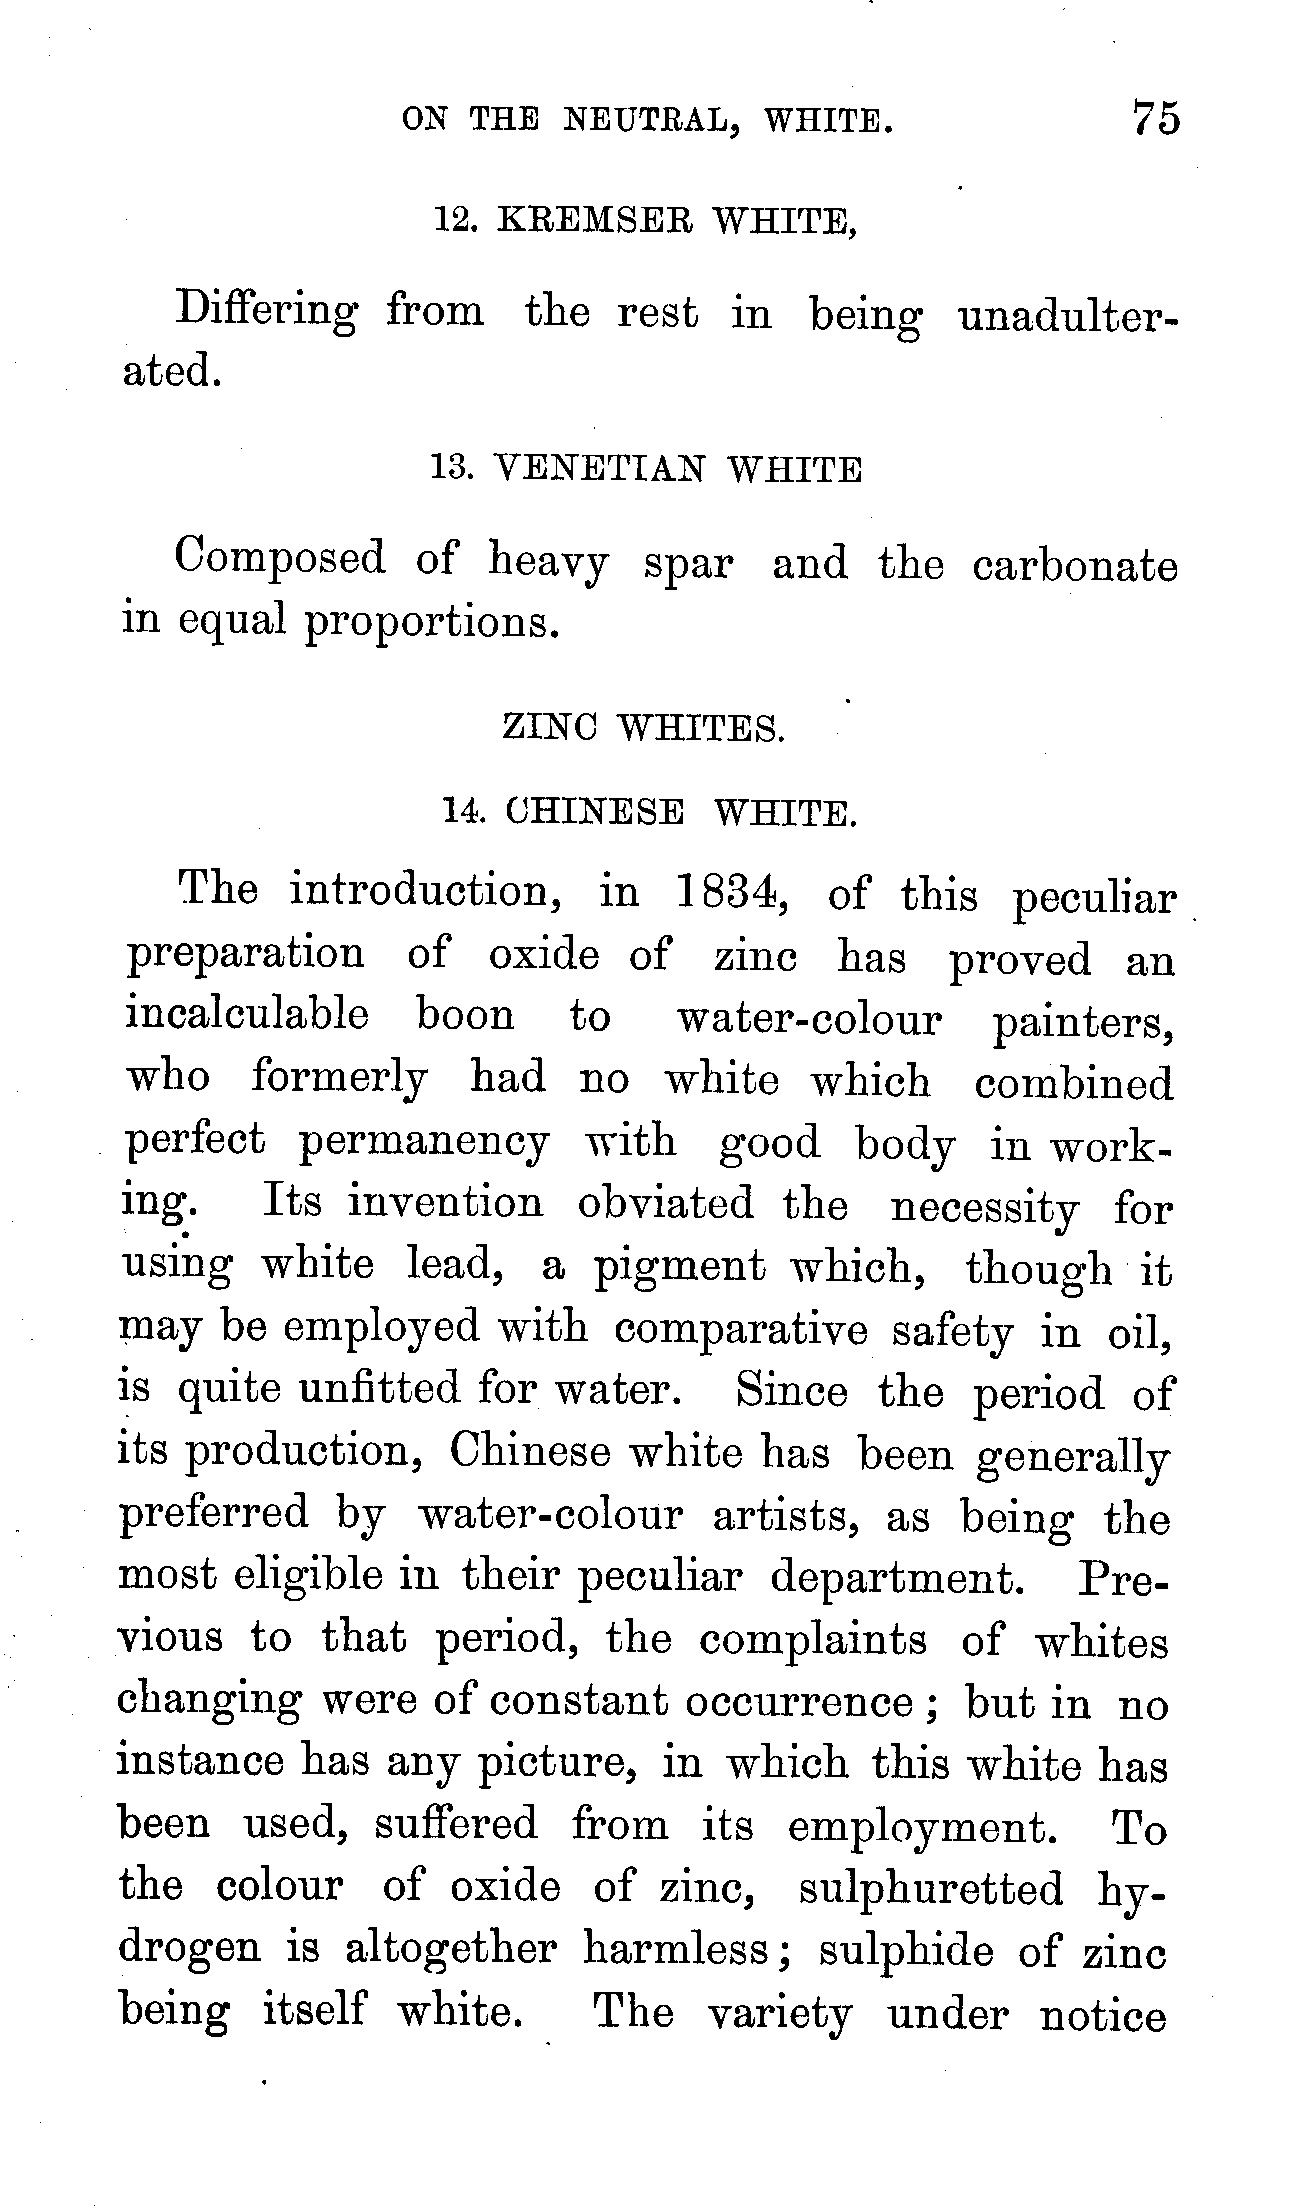 ON THE NEUTRAL, WHITE. 75
12. KREMSER WHITE,
Differing from the rest in being unadulter-
ated.
13. VENETIAN WHITE
Composed of heavy spar and the carbonate
in equal proportions.
ZINC WHITES.
14. CHINESE WHITE.
The introduction, in 1834, of this peculiar
preparation of oxide of zinc has proved an
incalculable boon to water-colour painters,
who formerly had no white which combined
perfect permanency with good body in work-
ing. Its invention obviated the necessity for
using white lead, a pigment which, though it
may be employed with comparative safety in oil,
is quite unfitted for water. Since the period of
its production, Chinese white has been generally
preferred by water-colour artists, as being the
most eligible in their peculiar department. Pre-
vious to that period, the complaints of whites
changing were of constant occurrence ; but in no
instance has any picture, in which this white has
been used, suffered from its employment. To
the colour of oxide of zinc, sulphuretted hy-
drogen is altogether harmless ; sulphide of zinc
being itself white. The variety under notice